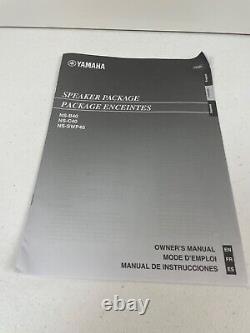 YAMAHA
SPEAKER PACKAGE
PACKAGE ENCEINTES
NS-B40
NS-C40
NS-SWP40
OWNER'S MANUAL EN
MODE D'EMPLOI FR
MANUAL DE INSTRUCCIONES ES